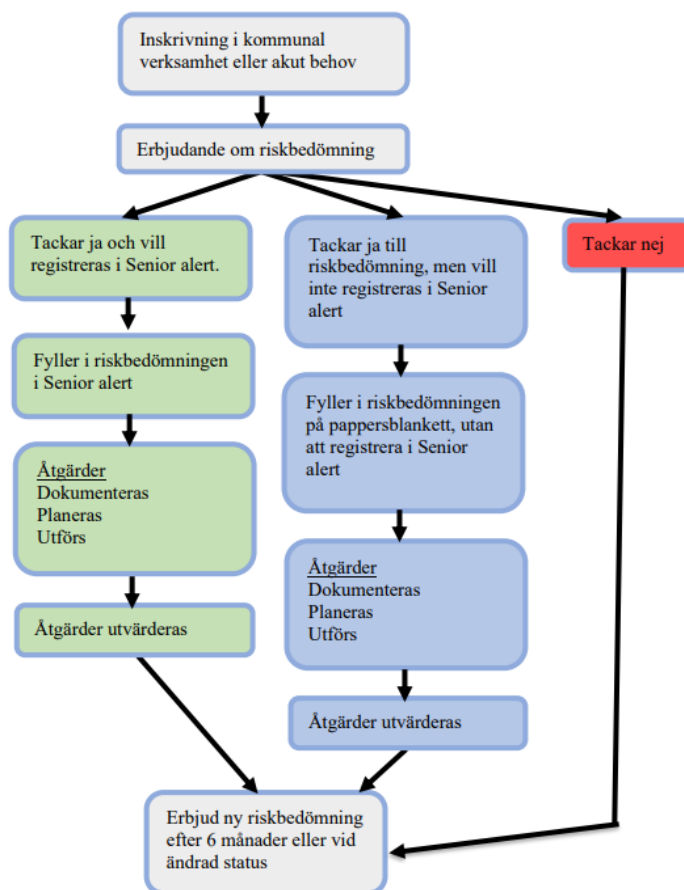 Inskrivning i kommunal
verksamhet eller akut behov
Erbjudande om riskbedömning
Tackar ja och vill
registreras i Senior alert.
Tackar ja till
riskbedömning, men vill
inte registreras i Senior
alert
Tackar nej
Fyller i riskbedömningen
i Senior alert
Fyller i riskbedömningen
på pappersblankett, utan
att registrera i Senior
alert
Åtgärder
Dokumenteras
Planeras
Utförs
Åtgärder
Dokumenteras
Planeras
Utförs
Åtgärder utvärderas
Åtgärder utvärderas
Erbjud ny riskbedömning
efter 6 månader eller vid
ändrad status